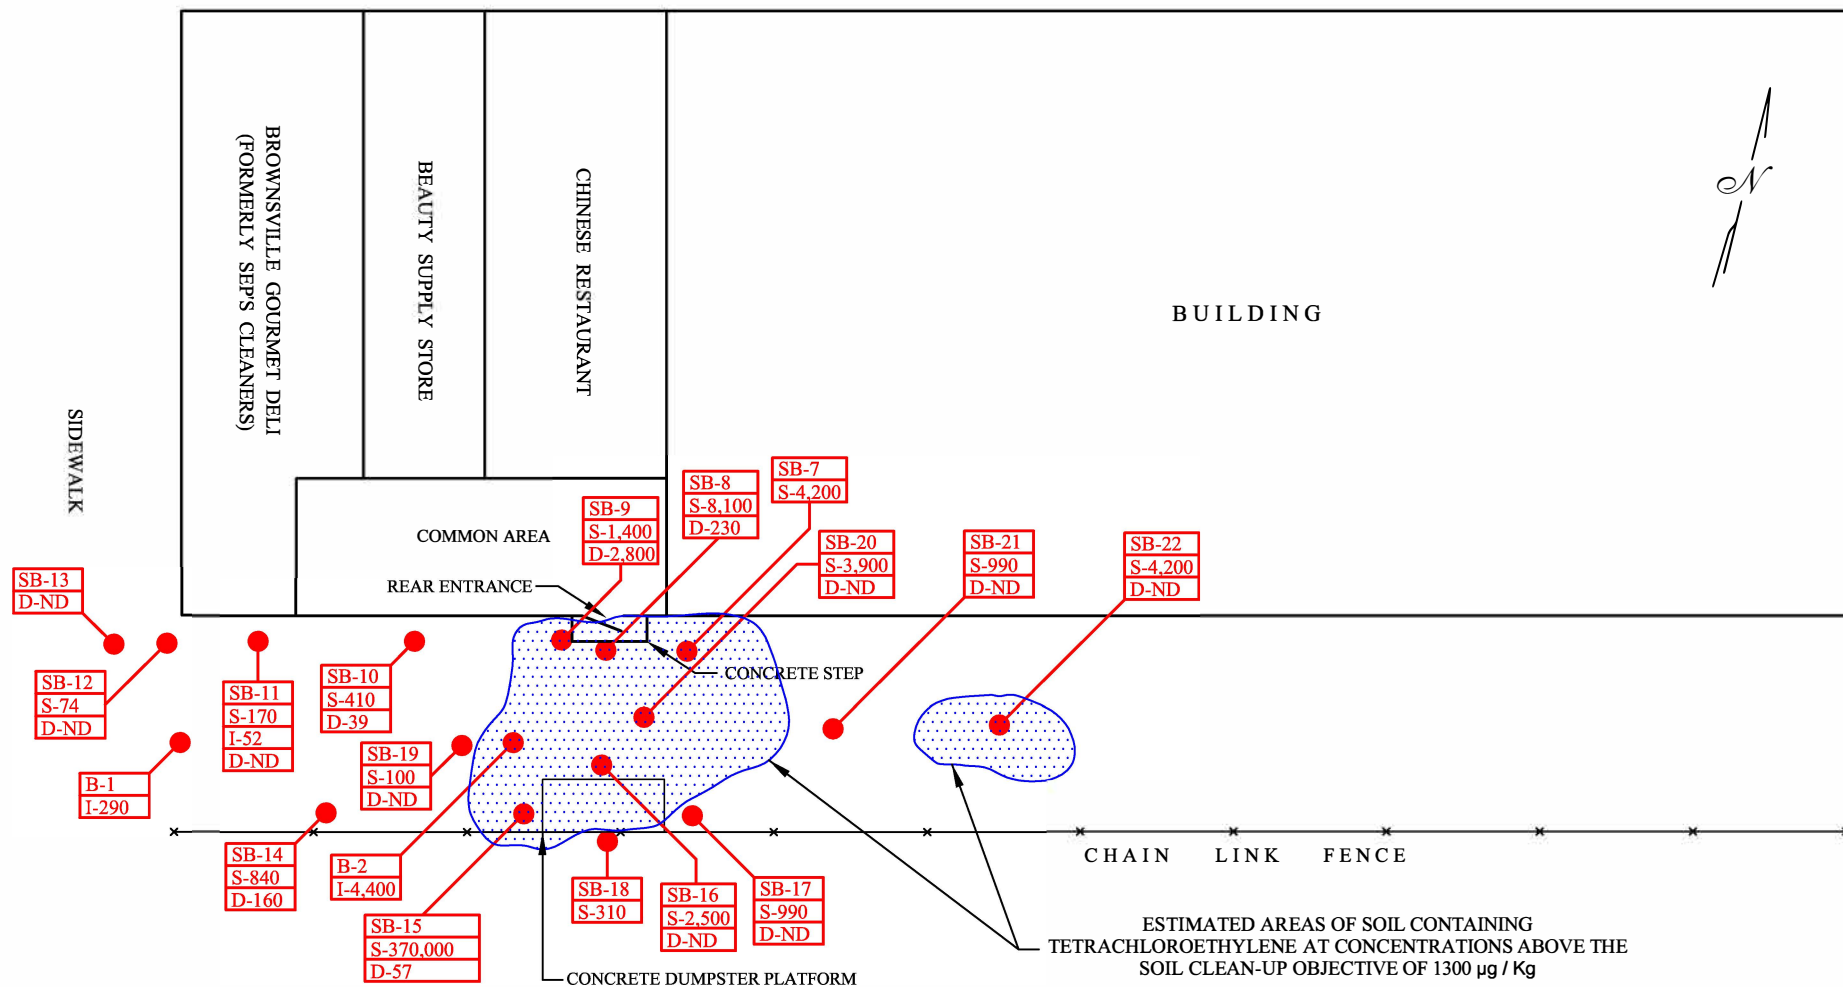 BROWNSVILLE GOURMET DELI
(FORMERLY SEP'S CLEANERS)
BEAUTY SUPPLY STORE
CHINESE RESTAURANT
BUILDING
N
SIDEWALK
COMMON AREA
REAR ENTRANCE
CONCRETE STEP
SB-9
S-1,400
D-2,800
SB-8
S-8,100
D-230
SB-7
S-4,200
SB-20
S-3,900
D-ND
SB-21
S-990
D-ND
SB-22
S-4,200
D-ND
SB-13
D-ND
SB-12
S-74
D-ND
SB-11
S-170
I-52
D-ND
SB-10
S-410
D-39
SB-19
S-100
D-ND
B-1
I-290
SB-14
S-840
D-160
B-2
I-4,400
SB-15
S-370,000
D-57
SB-18
S-310
SB-16
S-2,500
D-ND
SB-17
S-990
D-ND
CHAIN LINK FENCE
CONCRETE DUMPSTER PLATFORM
ESTIMATED AREAS OF SOIL CONTAINING
TETRACHLOROETHYLENE AT CONCENTRATIONS ABOVE THE
SOIL CLEAN-UP OBJECTIVE OF 1300 µg / Kg